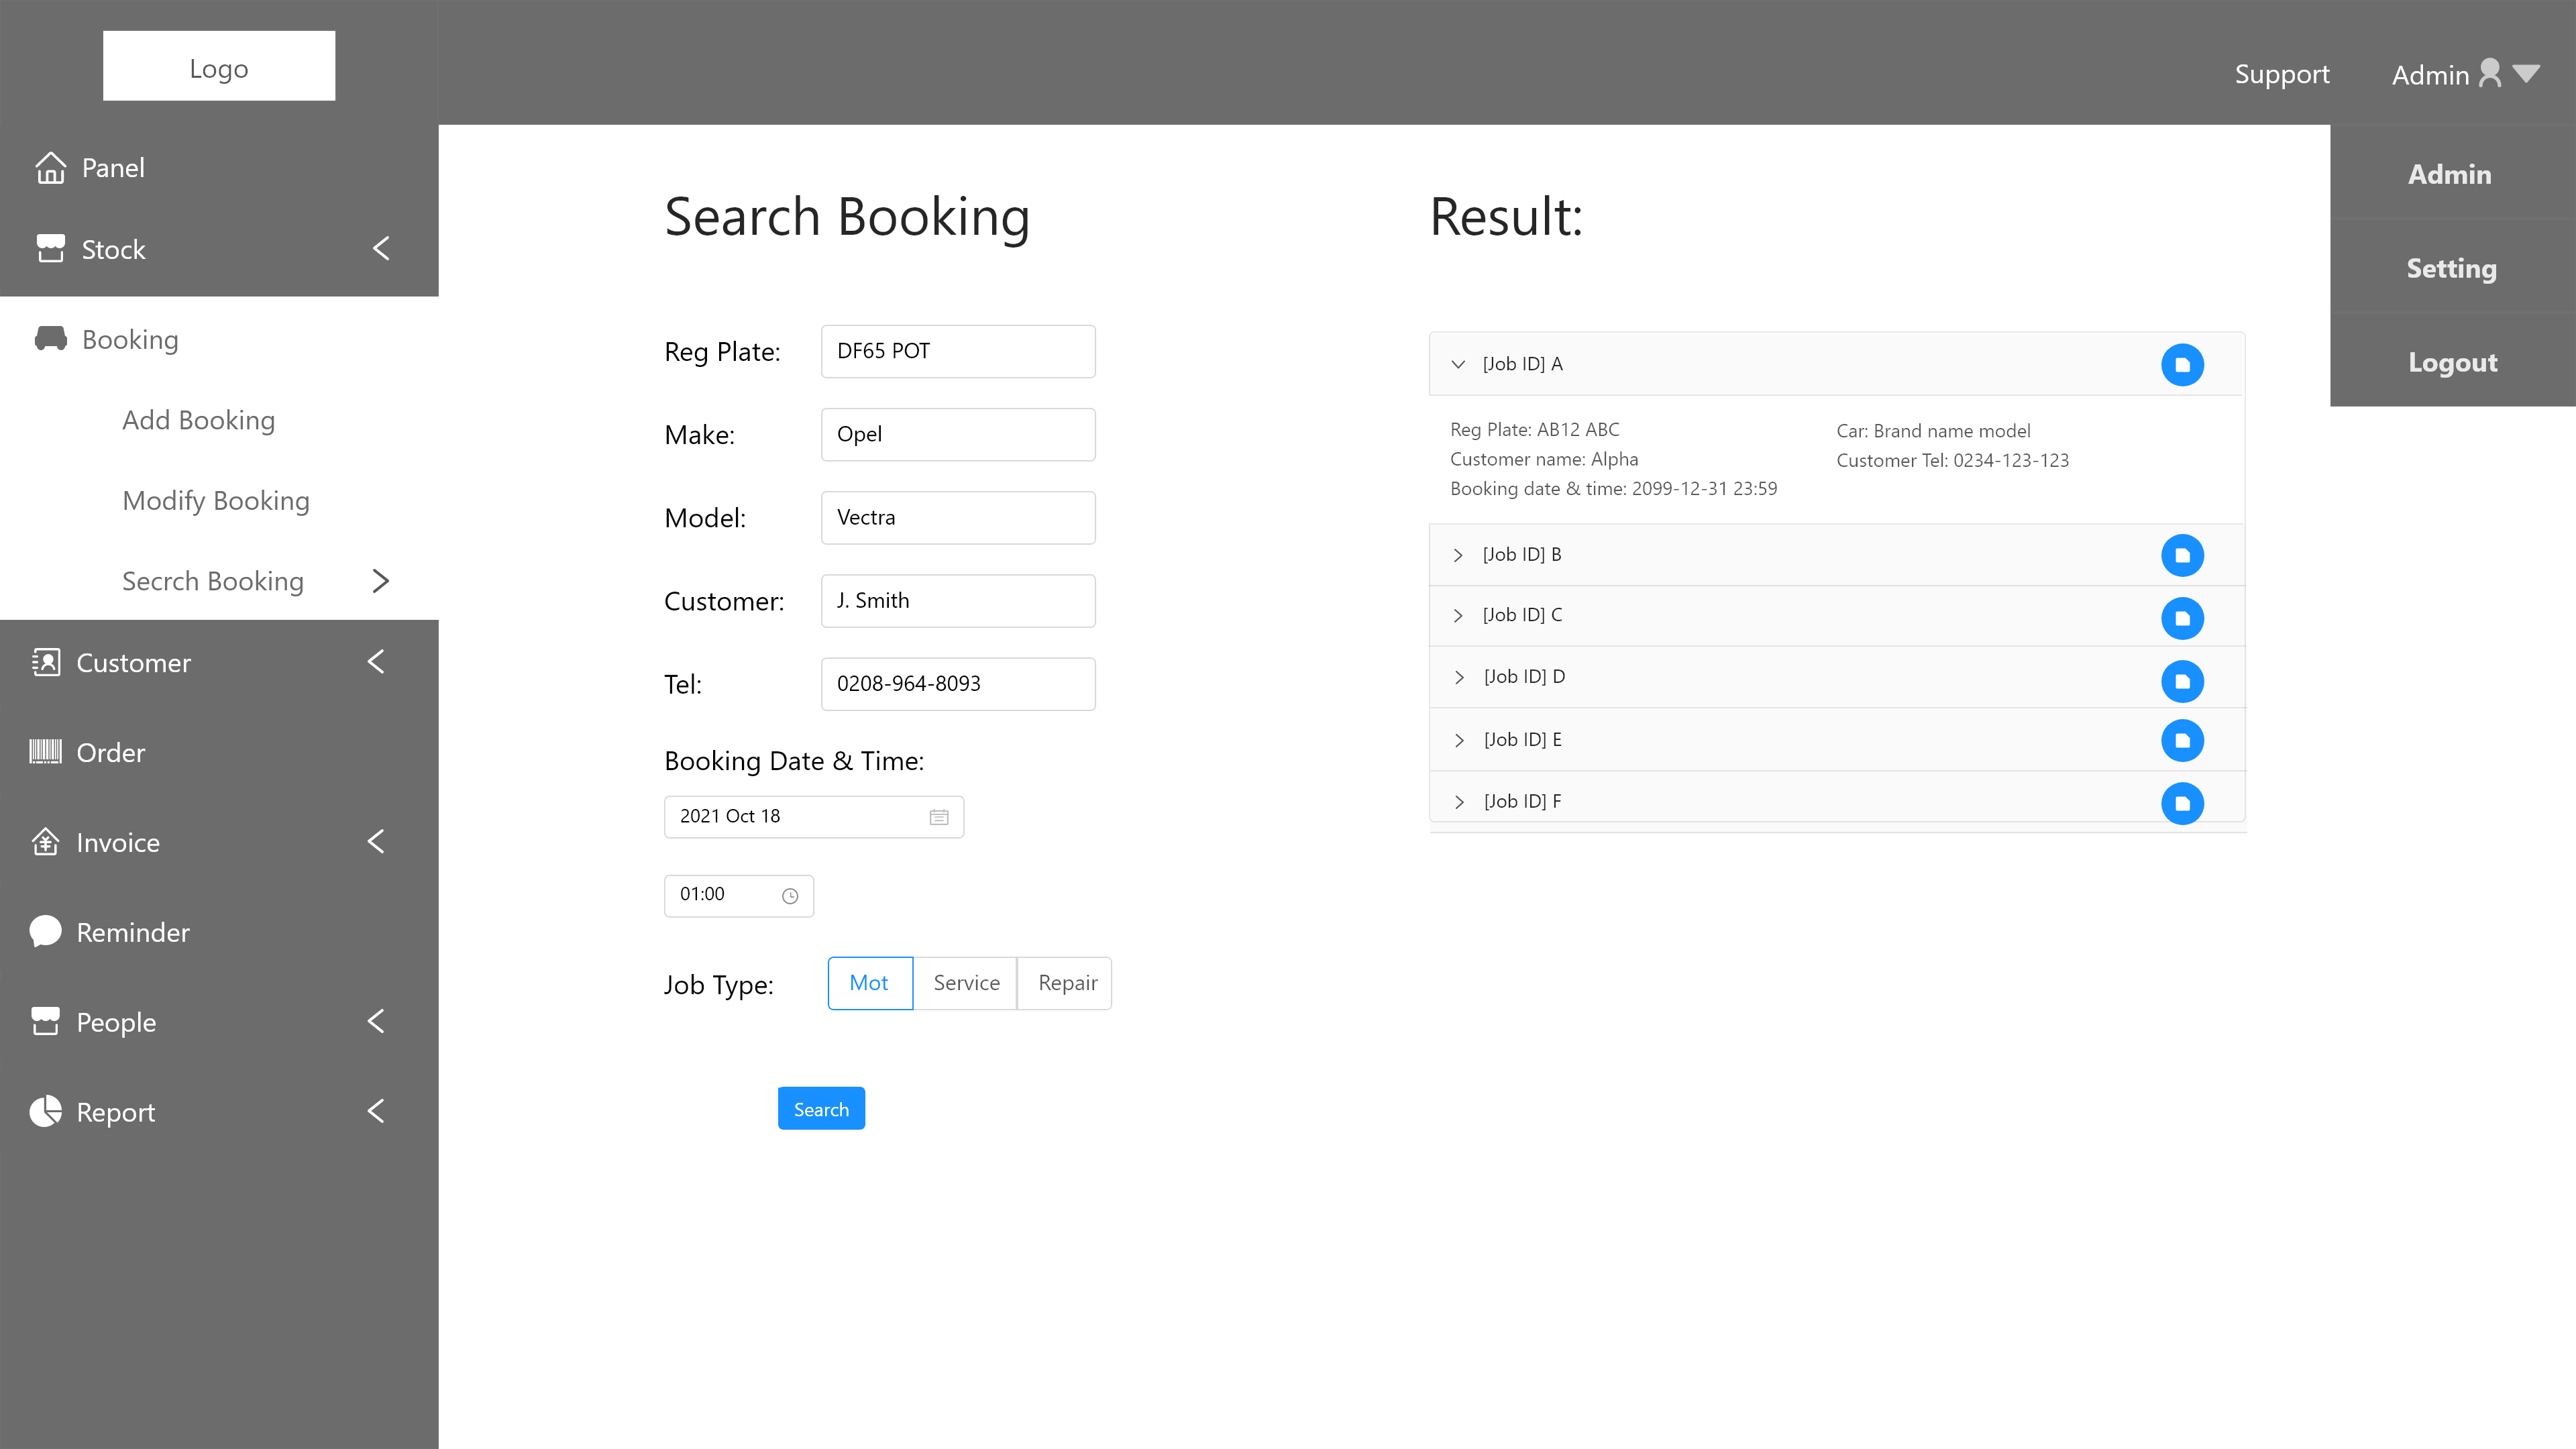 Logo
Support
Admin
Panel
Stock
Booking
Add Booking
Modify Booking
Secrch Booking
Customer
Order
Invoice
Reminder
People
Report
Search Booking
Reg Plate: DF65 POT
Make: Opel
Model: Vectra
Customer: J. Smith
Tel: 0208-964-8093
Booking Date & Time:
2021 Oct 18
01:00
Job Type: Mot Service Repair
Search
Result:
[Job ID] A
Reg Plate: AB12 ABC
Car: Brand name model
Customer name: Alpha
Customer Tel: 0234-123-123
Booking date & time: 2099-12-31 23:59
[Job ID] B
[Job ID] C
[Job ID] D
[Job ID] E
[Job ID] F
Admin
Setting
Logout